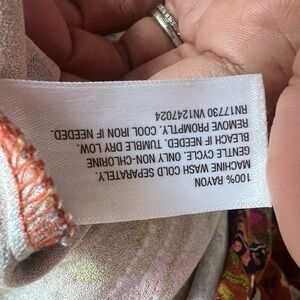 100% RAYON
MACHINE WASH COLD SEPARATELY.
GENTLE CYCLE. ONLY NON-CHLORINE
BLEACH IF NEEDED. TUMBLE DRY LOW.
REMOVE PROMPTLY. COOL IRON IF NEEDED.
RN17730 VN1247024